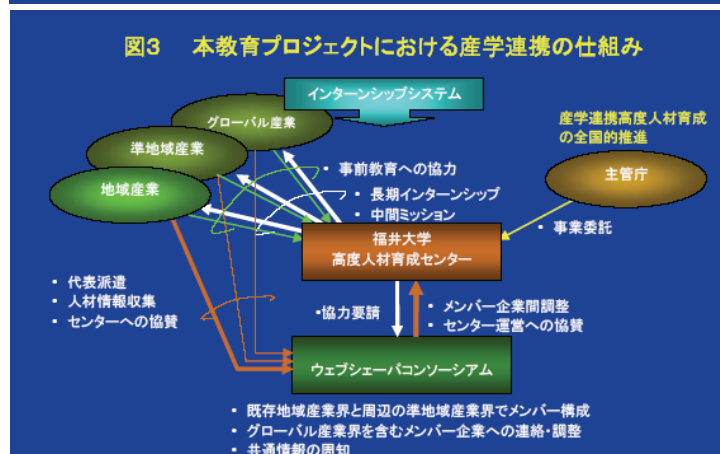 図3 本教育プロジェクトにおける産学連携の仕組み
インターンシップシステム
グローバル産業
準地域産業
地域産業
産学連携高度人材育成
の全国的推進
主管庁
・ 事前教育への協力
・ 長期インターンシップ
・ 中間ミッション
・ 事業委託
福井大学
高度人材育成センター
・ 代表派遣
・ 人材情報収集
・ センターへの協賛
・協力要請
・ メンバー企業間調整
・ センター運営への協賛
ウェブシェーパコンソーシアム
・ 既存地域産業界と周辺の準地域産業界でメンバー構成
・ グローバル産業界を含むメンバー企業への連絡・調整
・ 共通情報の周知